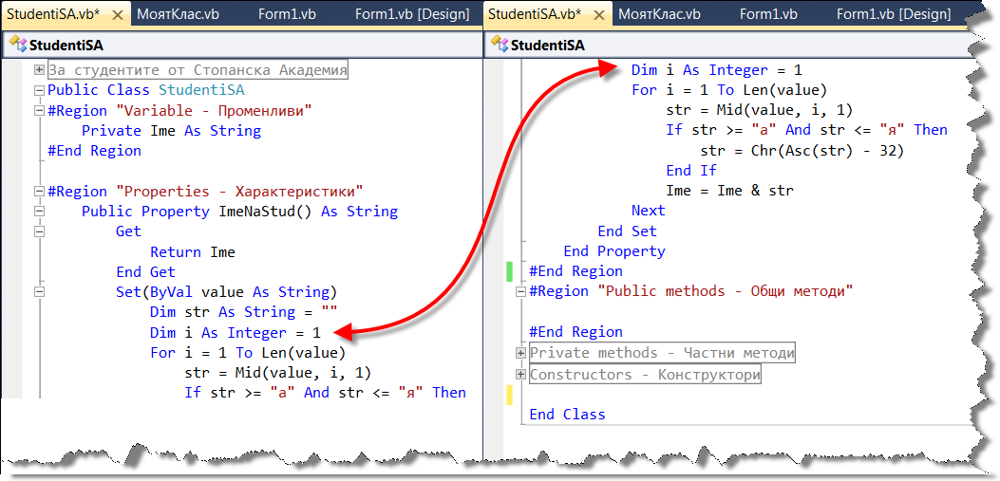 StudentiSA.vb* МоятКлас.vb Form1.vb Form1.vb [Design]
StudentiSA
За студентите от Стопанска Академия
Public Class StudentiSA
#Region "Variable - Променливи"
Private Ime As String
#End Region
#Region "Properties - Характеристики"
Public Property ImeNaStud() As String
Get
Return Ime
End Get
Set(ByVal value As String)
Dim str As String = ""
Dim i As Integer = 1
For i = 1 To Len(value)
str = Mid(value, i, 1)
If str >= "а" And str <= "я" Then
StudentiSA.vb* МоятКлас.vb Form1.vb Form1.vb [Design]
StudentiSA
Dim i As Integer = 1
For i = 1 To Len(value)
str = Mid(value, i, 1)
If str >= "а" And str <= "я" Then
str = Chr(Asc(str) - 32)
End If
Ime = Ime & str
Next
End Set
End Property
#End Region
#Region "Public methods - Общи методи"
#End Region
Private methods - Частни методи
Constructors - Конструктори
End Class